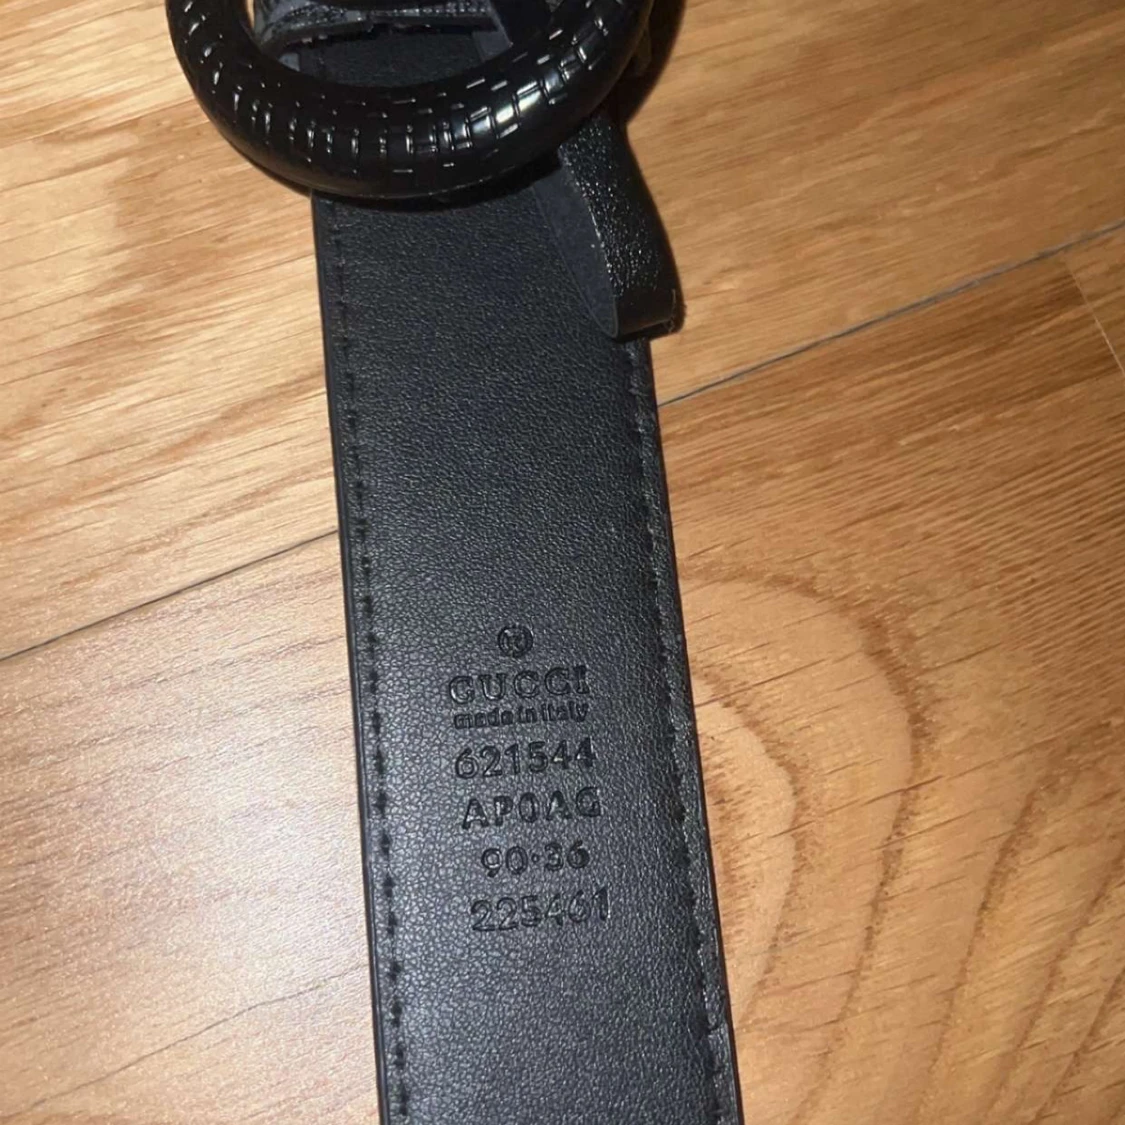 GUCCI
made in italy
621544
AP0AG
90·36
225461